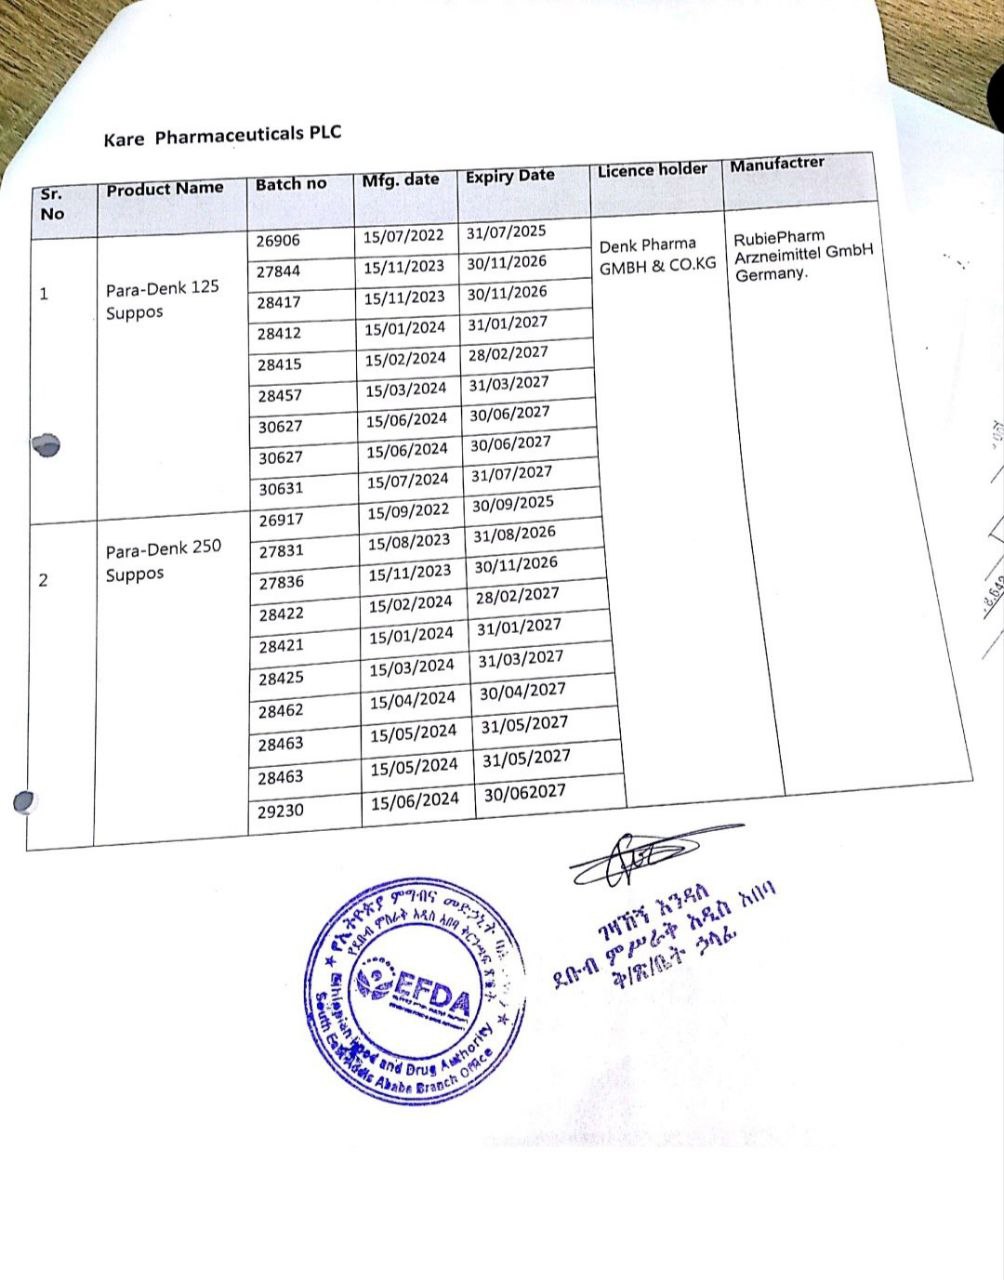 Kare Pharmaceuticals PLC
Sr. No Product Name Batch no Mfg. date Expiry Date Licence holder Manufactrer
1 Para-Denk 125 Suppos 26906 15/07/2022 31/07/2025 Denk Pharma GMBH & CO.KG RubiePharm Arzneimittel GmbH Germany.
27844 15/11/2023 30/11/2026
28417 15/11/2023 30/11/2026
28412 15/01/2024 31/01/2027
28415 15/02/2024 28/02/2027
28457 15/03/2024 31/03/2027
30627 15/06/2024 30/06/2027
30627 15/06/2024 30/06/2027
30631 15/07/2024 31/07/2027
2 Para-Denk 250 Suppos 26917 15/09/2022 30/09/2025
27831 15/08/2023 31/08/2026
27836 15/11/2023 30/11/2026
28422 15/02/2024 28/02/2027
28421 15/01/2024 31/01/2027
28425 15/03/2024 31/03/2027
28462 15/04/2024 30/04/2027
28463 15/05/2024 31/05/2027
28463 15/05/2024 31/05/2027
29230 15/06/2024 30/062027
ገዛኸኝ እንዳለ
ደቡብ ምሥራቅ አዲስ አበባ
ቅ/ጽ/ቤት ኃላፊ
የኢትዮጵያ ምግብና መድኃኒት
የደቡብ ምስራቅ አዲስ አበባ ቅርንጫፍ
EFDA
Ethiopian Food and Drug Authority
South East Addis Ababa Branch Office